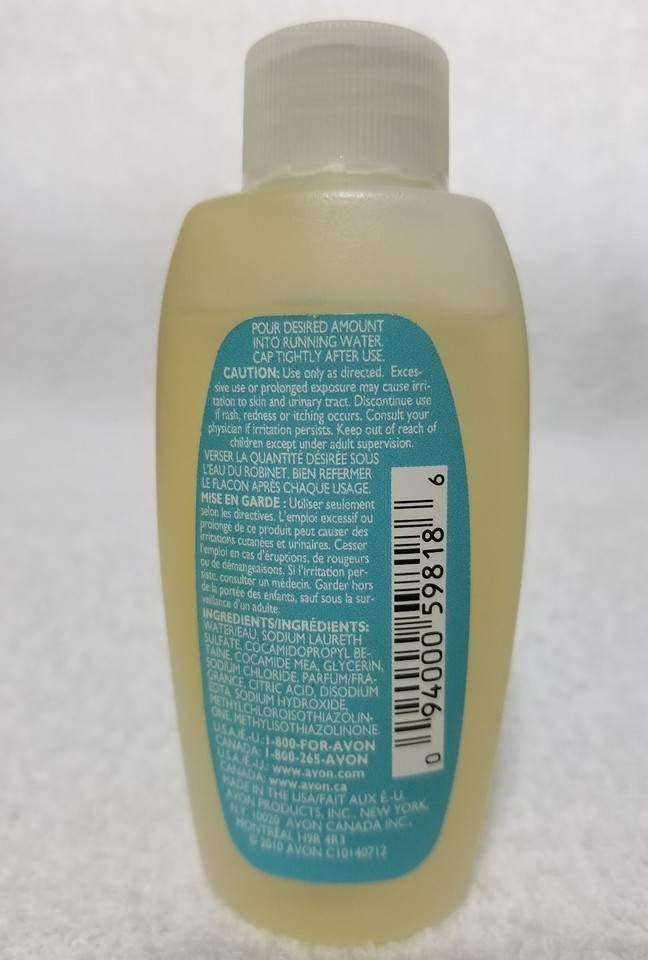 POUR DESIRED AMOUNT
INTO RUNNING WATER.
CAP TIGHTLY AFTER USE.
CAUTION: Use only as directed. Exces-
sive use or prolonged exposure may cause irri-
tation to skin and urinary tract. Discontinue use
if rash, redness or itching occurs. Consult your
physician if irritation persists. Keep out of reach of
children except under adult supervision.
VERSER LA QUANTITÉ DÉSIRÉE SOUS
L'EAU DU ROBINET. BIEN REFERMER
LE FLACON APRÈS CHAQUE USAGE.
MISE EN GARDE : Utiliser seulement
selon les directives. L'emploi excessif ou
prolongé de ce produit peut causer des
irritations cutanées et urinaires. Cesser
l'emploi en cas d'éruptions, de rougeurs
ou de démangeaisons. Si l'irritation per-
siste, consulter un médecin. Garder hors
de la portée des enfants, sauf sous la sur-
veillance d'un adulte.
INGREDIENTS/INGRÉDIENTS:
WATER/EAU, SODIUM LAURETH
SULFATE, COCAMIDOPROPYL BE-
TAINE, COCAMIDE MEA, GLYCERIN,
SODIUM CHLORIDE, PARFUM/FRA-
GRANCE, CITRIC ACID, DISODIUM
EDTA, SODIUM HYDROXIDE,
METHYLCHLOROISOTHIAZOLIN-
ONE, METHYLISOTHIAZOLINONE.
U.S.A./É.-U.:1-800-FOR-AVON
CANADA: 1-800-265-AVON
U.S.A./É.-U.: www.avon.com
CANADA: www.avon.ca
MADE IN THE USA/FAIT AUX É.-U.
AVON PRODUCTS, INC., NEW YORK,
N.Y. 10020 AVON CANADA INC.,
MONTRÉAL H9R 4R3
© 2010 AVON C10140712
0 94000 59818 6